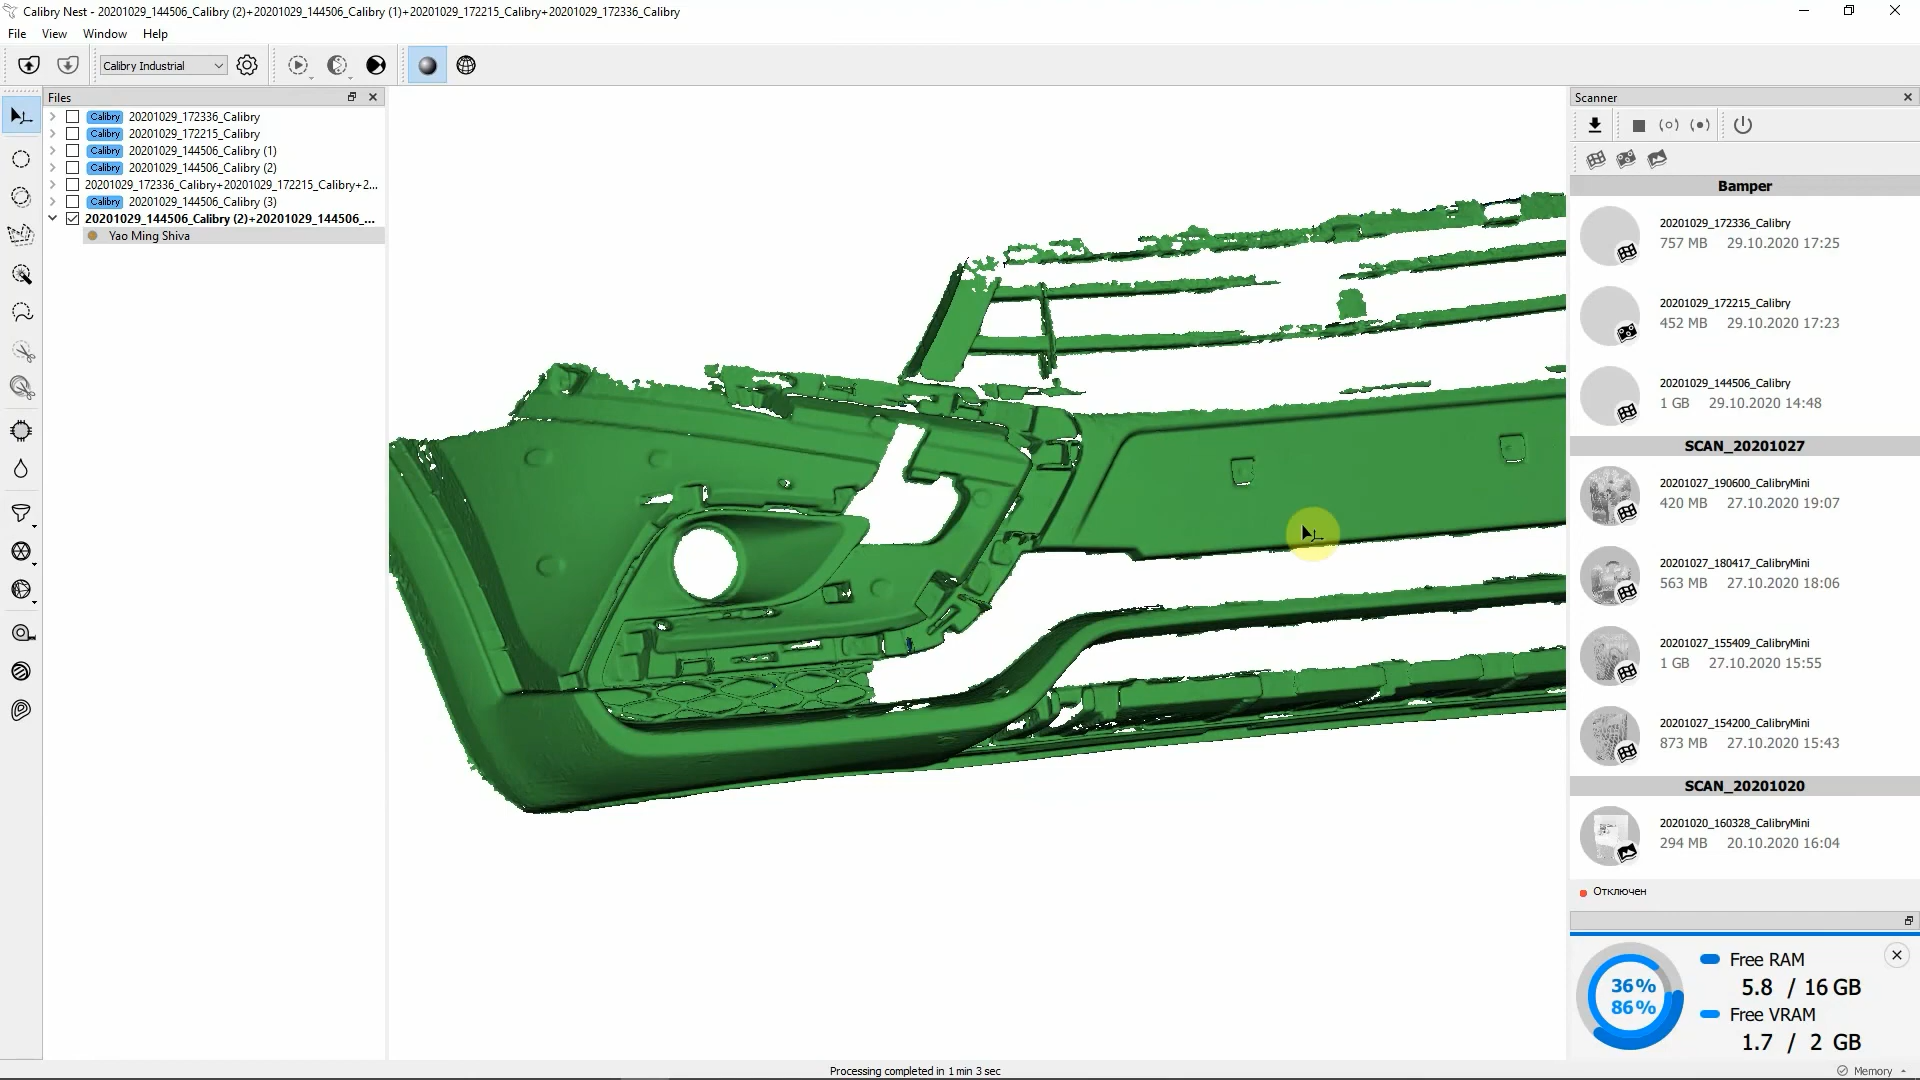 Calibry Nest - 20201029_144506_Calibry (2)+20201029_144506_Calibry (1)+20201029_172215_Calibry+20201029_172336_Calibry
File View Window Help
Calibry Industrial
Files
Calibry 20201029_172336_Calibry
Calibry 20201029_172215_Calibry
Calibry 20201029_144506_Calibry (1)
Calibry 20201029_144506_Calibry (2)
20201029_172336_Calibry+20201029_172215_Calibry+2...
Calibry 20201029_144506_Calibry (3)
20201029_144506_Calibry (2)+20201029_144506_...
Yao Ming Shiva
Scanner
Bamper
20201029_172336_Calibry
757 MB 29.10.2020 17:25
20201029_172215_Calibry
452 MB 29.10.2020 17:23
20201029_144506_Calibry
1 GB 29.10.2020 14:48
SCAN_20201027
20201027_190600_CalibryMini
420 MB 27.10.2020 19:07
20201027_180417_CalibryMini
563 MB 27.10.2020 18:06
20201027_155409_CalibryMini
1 GB 27.10.2020 15:55
20201027_154200_CalibryMini
873 MB 27.10.2020 15:43
SCAN_20201020
20201020_160328_CalibryMini
294 MB 20.10.2020 16:04
Отключен
36%
86%
Free RAM
5.8 / 16 GB
Free VRAM
1.7 / 2 GB
Processing completed in 1 min 3 sec
Memory